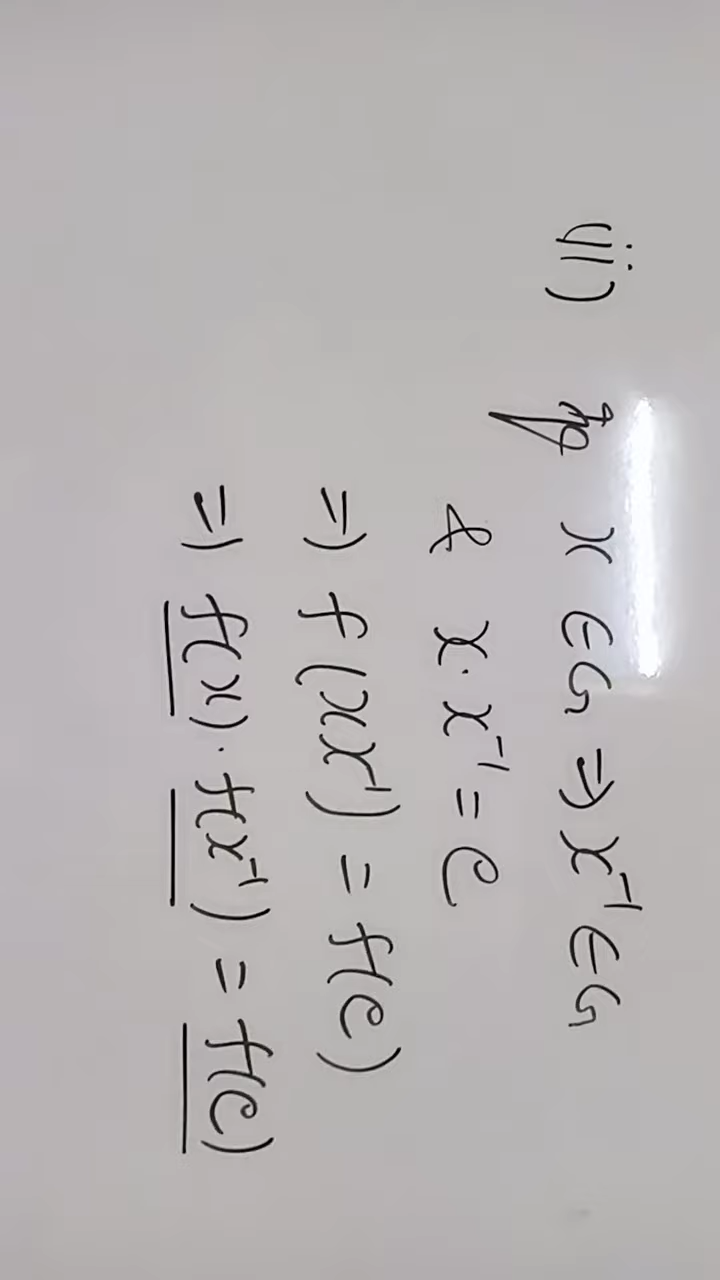 ii) If x ∈ G ⇒ x⁻¹ ∈ G
& x·x⁻¹ = e
⇒ f(xx⁻¹) = f(e)
⇒ f(x)·f(x⁻¹) = f(e)